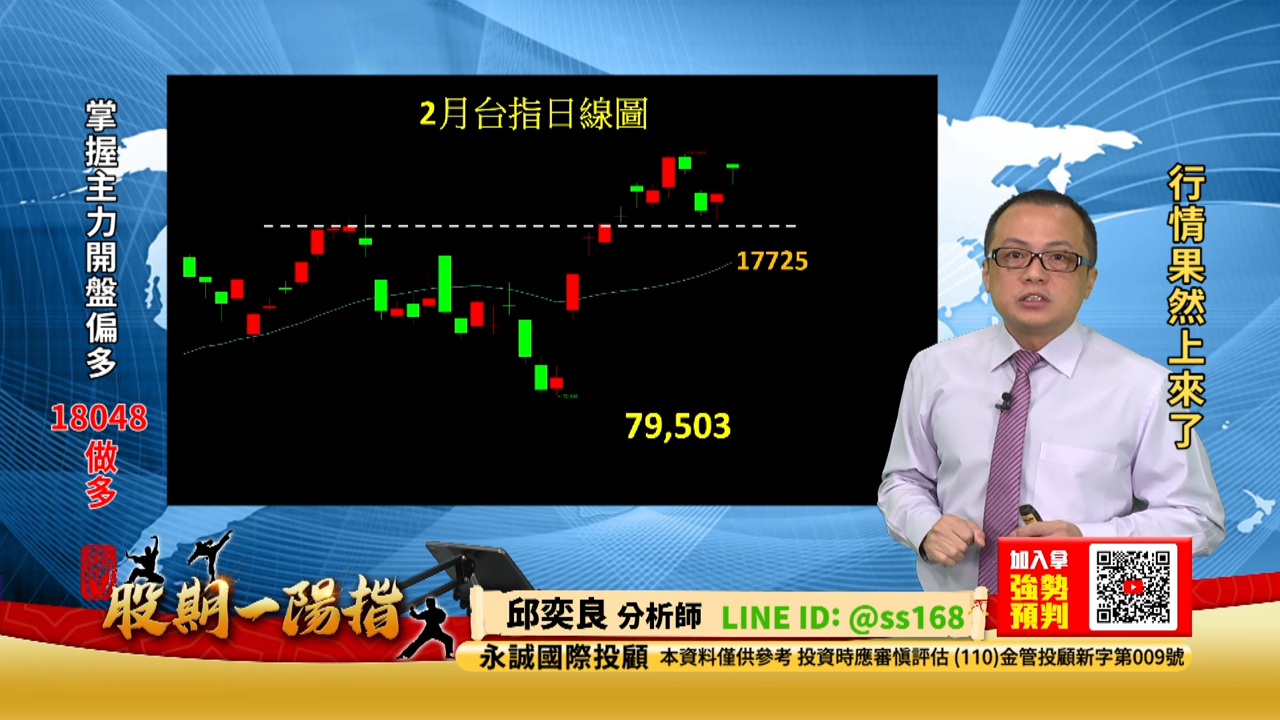 掌握主力開盤偏多
18048
做多
2月台指日線圖
17725
79,503
行情果然上來了
股期一陽指
邱奕良 分析師 LINE ID: @ss168
加入拿
強勢
預判
永誠國際投顧 本資料僅供參考 投資時應審慎評估 (110)金管投顧新字第009號